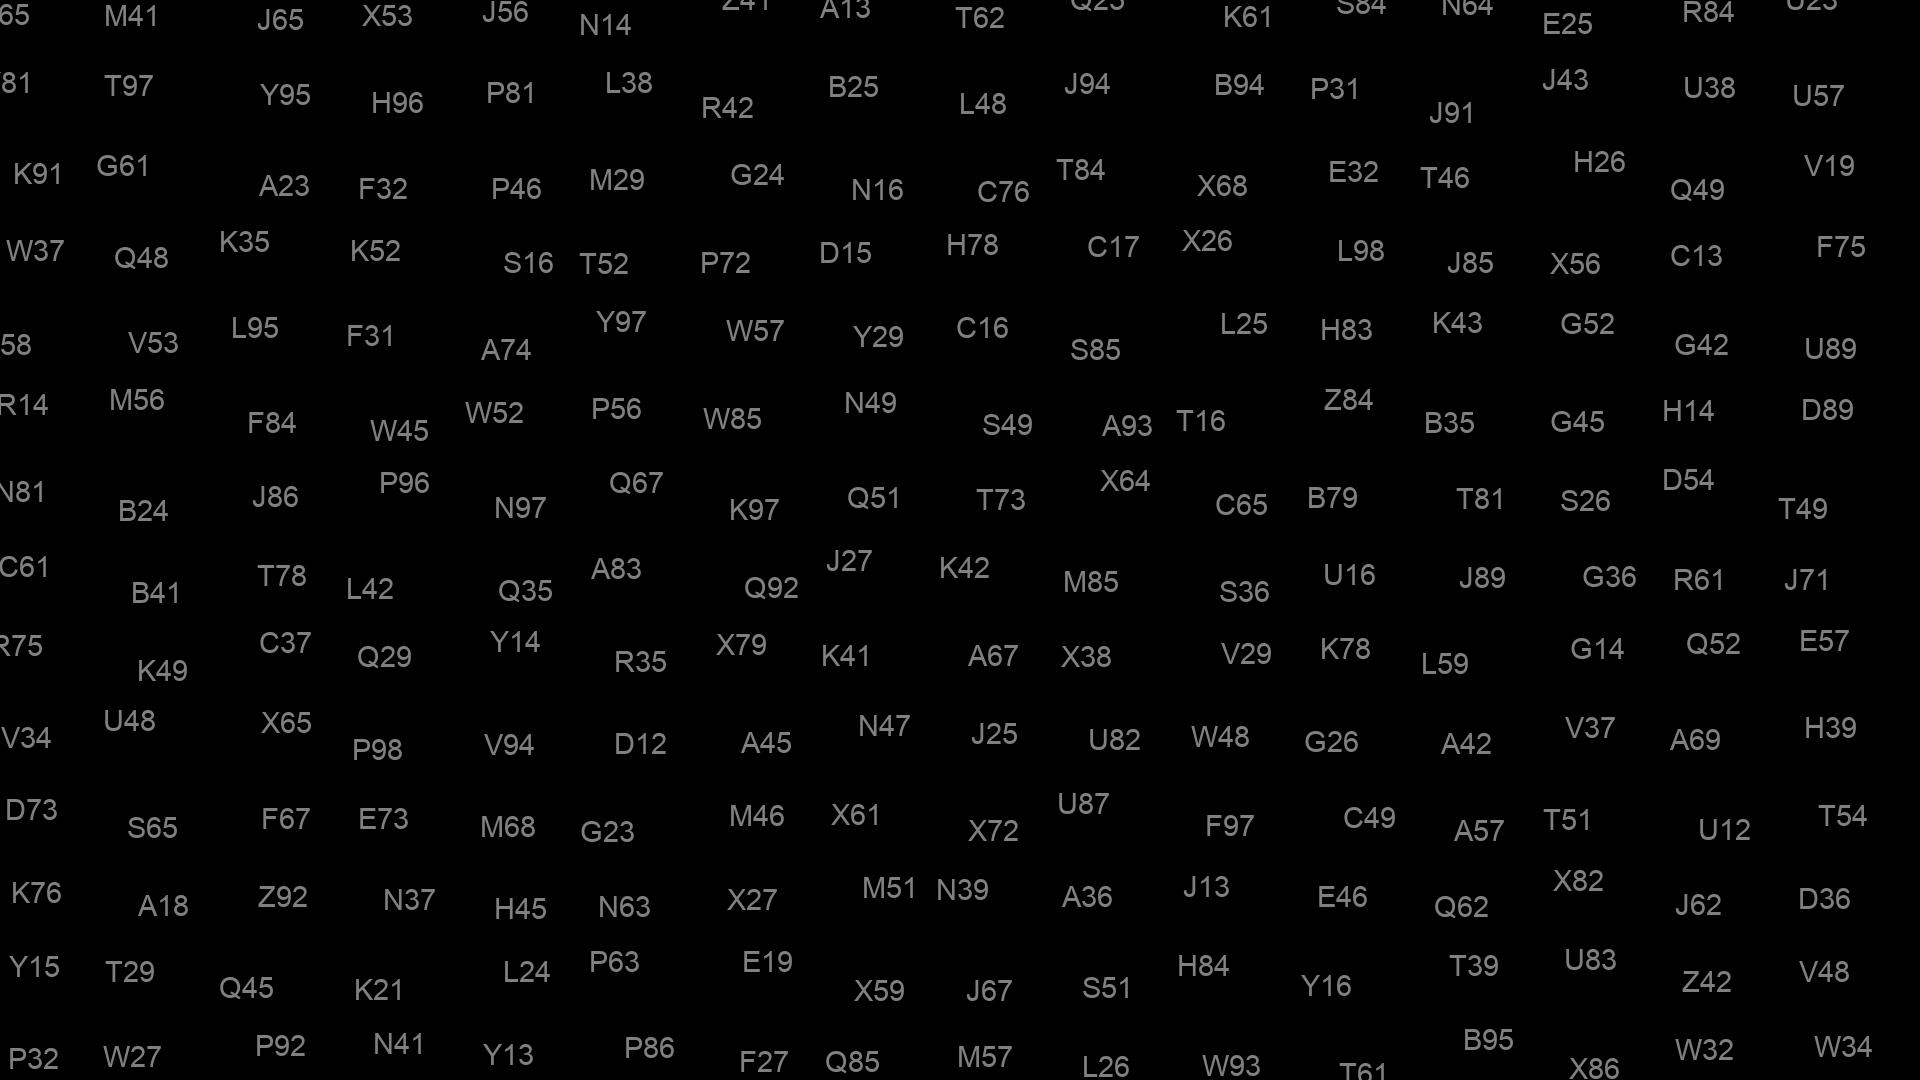 65 M41 J65 X53 J56 N14 Z41 A13 T62 Q25 K61 S84 N64 E25 R84 U23
81 T97 Y95 H96 P81 L38 R42 B25 L48 J94 B94 P31 J91 J43 U38 U57
K91 G61 A23 F32 P46 M29 G24 N16 C76 T84 X68 E32 T46 H26 Q49 V19
W37 Q48 K35 K52 S16 T52 P72 D15 H78 C17 X26 L98 J85 X56 C13 F75
58 V53 L95 F31 A74 Y97 W57 Y29 C16 S85 L25 H83 K43 G52 G42 U89
R14 M56 F84 W45 W52 P56 W85 N49 S49 A93 T16 Z84 B35 G45 H14 D89
N81 B24 J86 P96 N97 Q67 K97 Q51 T73 X64 C65 B79 T81 S26 D54 T49
C61 B41 T78 L42 Q35 A83 Q92 J27 K42 M85 S36 U16 J89 G36 R61 J71
R75 K49 C37 Q29 Y14 R35 X79 K41 A67 X38 V29 K78 L59 G14 Q52 E57
V34 U48 X65 P98 V94 D12 A45 N47 J25 U82 W48 G26 A42 V37 A69 H39
D73 S65 F67 E73 M68 G23 M46 X61 X72 U87 F97 C49 A57 T51 U12 T54
K76 A18 Z92 N37 H45 N63 X27 M51 N39 A36 J13 E46 Q62 X82 J62 D36
Y15 T29 Q45 K21 L24 P63 E19 X59 J67 S51 H84 Y16 T39 U83 Z42 V48
P32 W27 P92 N41 Y13 P86 F27 Q85 M57 L26 W93 T61 B95 X86 W32 W34